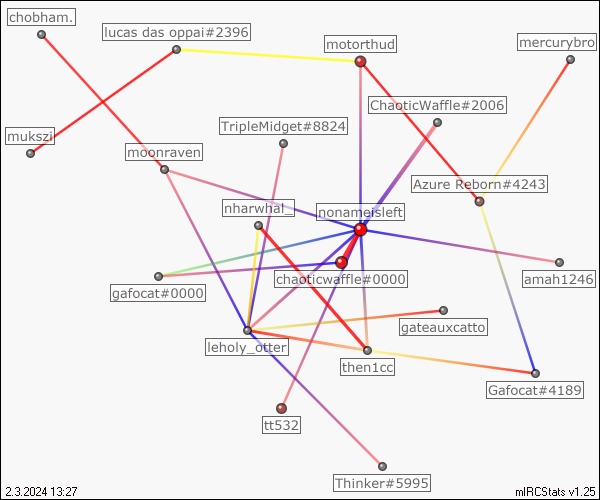 chobham.
lucas das oppai#2396
motorthud
mercurybro
ChaoticWaffle#2006
TripleMidget#8824
mukszi
moonraven
Azure Reborn#4243
nharwhal_
nonameisleft
chaoticwaffle#0000
amah1246
gafocat#0000
gateauxcatto
leholy_otter
then1cc
Gafocat#4189
tt532
Thinker#5995
2.3.2024 13:27
mIRCStats v1.25